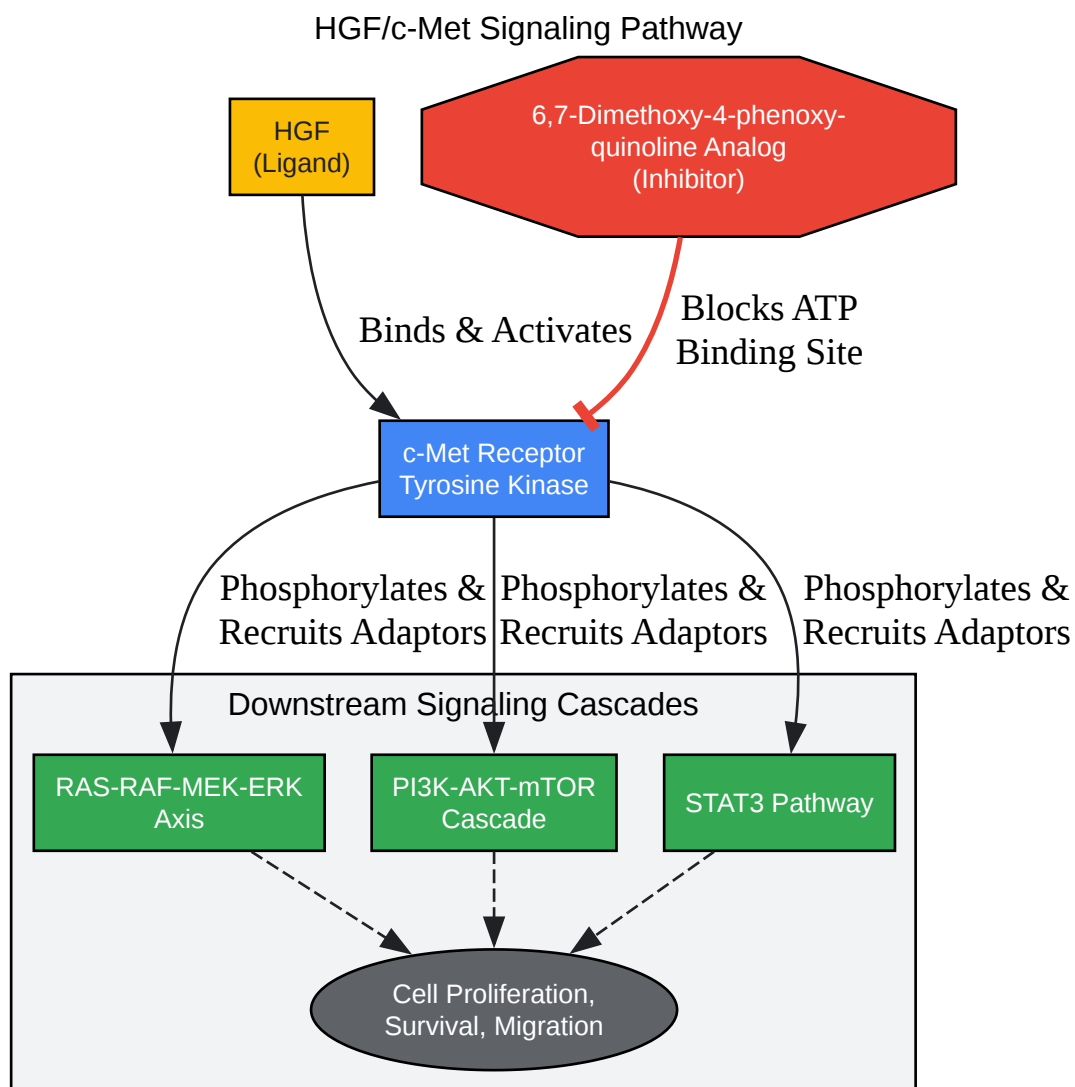 HGF/c-Met Signaling Pathway
HGF
(Ligand)
6,7-Dimethoxy-4-phenoxy-
quinoline Analog
(Inhibitor)
Binds & Activates
Blocks ATP
Binding Site
c-Met Receptor
Tyrosine Kinase
Phosphorylates &
Recruits Adaptors
Phosphorylates &
Recruits Adaptors
Phosphorylates &
Recruits Adaptors
Downstream Signaling Cascades
RAS-RAF-MEK-ERK
Axis
PI3K-AKT-mTOR
Cascade
STAT3 Pathway
Cell Proliferation,
Survival, Migration